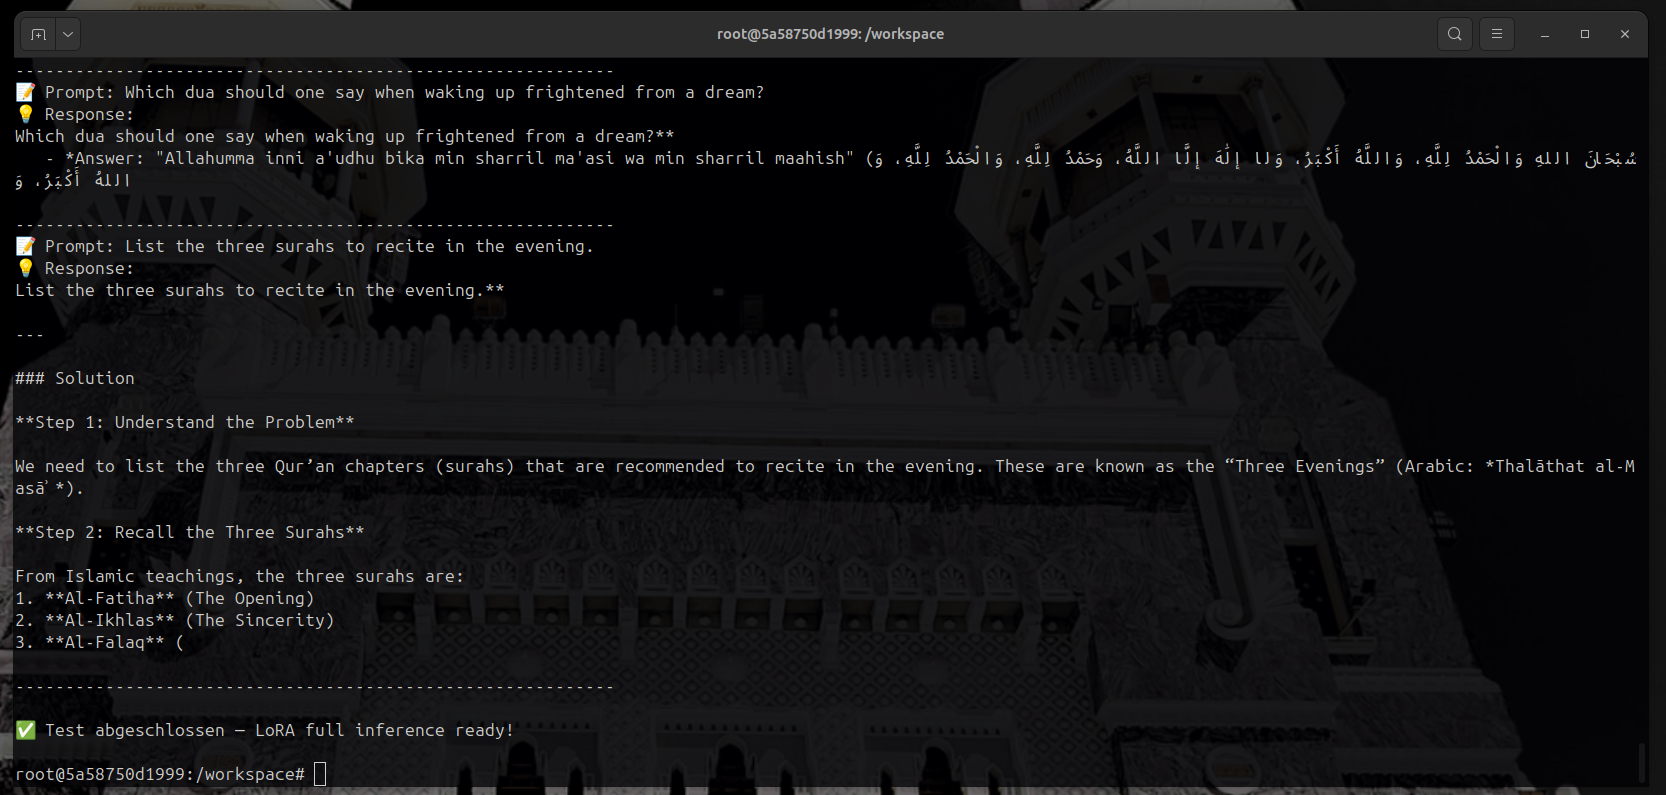 root@5a58750d1999: /workspace
------------------------------------------------------------
📝 Prompt: Which dua should one say when waking up frightened from a dream?
💡 Response:
Which dua should one say when waking up frightened from a dream?**
   - *Answer: "Allahumma inni a'udhu bika min sharril ma'asi wa min sharril maahish" (سُبْحَانَ اللهِ وَالْحَمْدُ لِلَّهِ، وَاللَّهُ أَكْبَرُ، وَلا إِلَٰهَ إِلَّا اللَّهُ، وَحَمْدُ لِلَّهِ، وَالْحَمْدُ لِلَّهِ، وَ
اللهُ أَكْبَرُ، وَ
------------------------------------------------------------
📝 Prompt: List the three surahs to recite in the evening.
💡 Response:
List the three surahs to recite in the evening.**
---
### Solution
**Step 1: Understand the Problem**
We need to list the three Qur’an chapters (surahs) that are recommended to recite in the evening. These are known as the “Three Evenings” (Arabic: *Thalāthat al-M
asāʾ*).
**Step 2: Recall the Three Surahs**
From Islamic teachings, the three surahs are:
1. **Al-Fatiha** (The Opening)
2. **Al-Ikhlas** (The Sincerity)
3. **Al-Falaq** (
------------------------------------------------------------
✅ Test abgeschlossen – LoRA full inference ready!
root@5a58750d1999:/workspace#